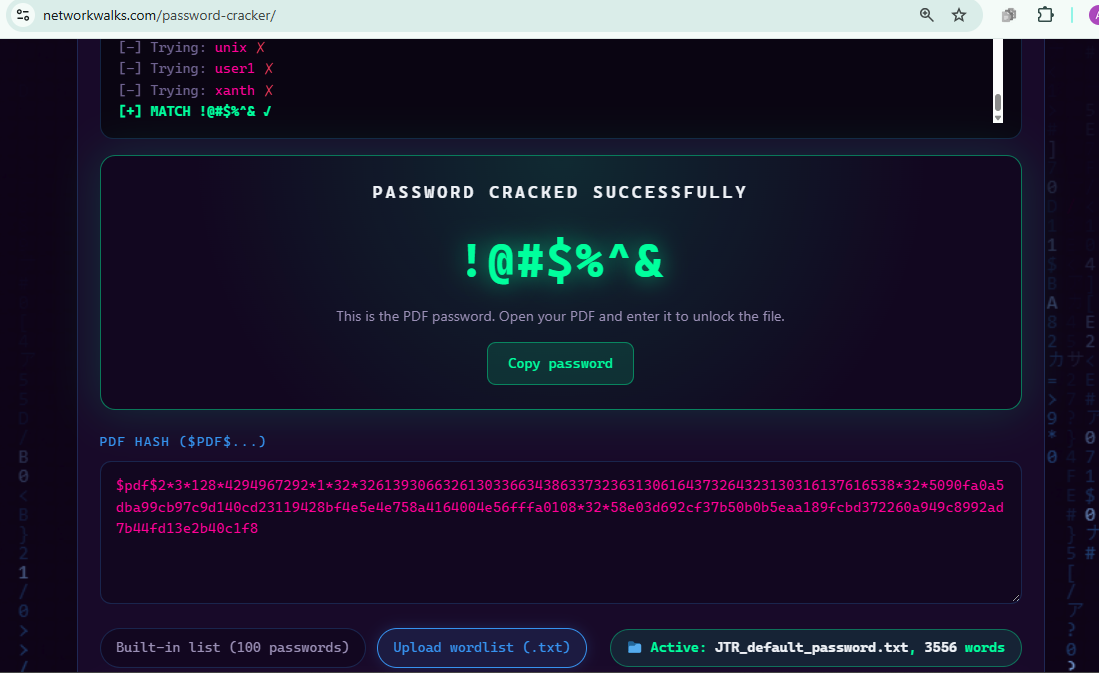 networkwalks.com/password-cracker/
[-] Trying: unix ✗
[-] Trying: user1 ✗
[-] Trying: xanth ✗
[+] MATCH !@#$%^& ✓
PASSWORD CRACKED SUCCESSFULLY
!@#$%^&
This is the PDF password. Open your PDF and enter it to unlock the file.
Copy password
PDF HASH ($PDF$...)
$pdf$2*3*128*4294967292*1*32*3261393066326130336634386337323631306164373264323130316137616538*32*5090fa0a5
dba99cb97c9d140cd23119428bf4e5e4e758a4164004e56fffa0108*32*58e03d692cf37b50b0b5eaa189fcbd372260a949c8992ad
7b44fd13e2b40c1f8
Built-in list (100 passwords)
Upload wordlist (.txt)
Active: JTR_default_password.txt, 3556 words